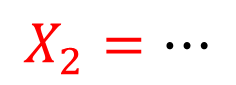 X₂ = ⋯